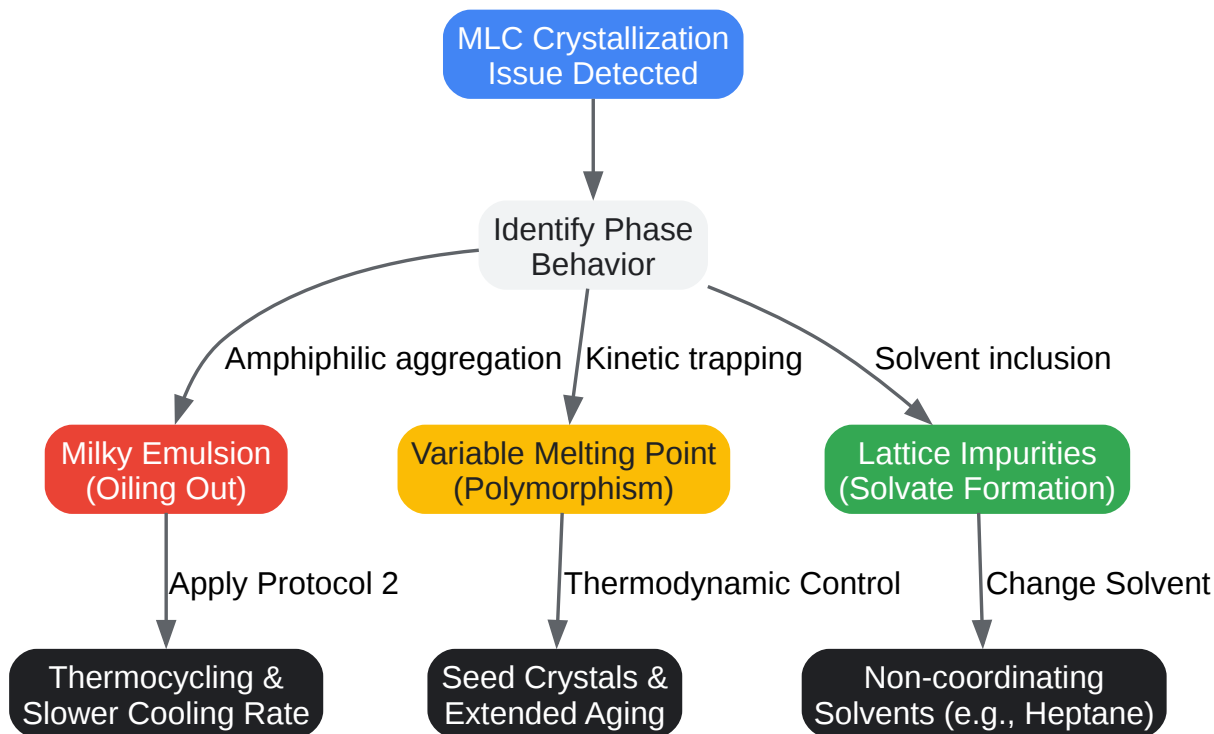 MLC Crystallization
Issue Detected
Identify Phase
Behavior
Amphiphilic aggregation
Kinetic trapping
Solvent inclusion
Milky Emulsion
(Oiling Out)
Variable Melting Point
(Polymorphism)
Lattice Impurities
(Solvate Formation)
Apply Protocol 2
Thermodynamic Control
Change Solvent
Thermocycling &
Slower Cooling Rate
Seed Crystals &
Extended Aging
Non-coordinating
Solvents (e.g., Heptane)